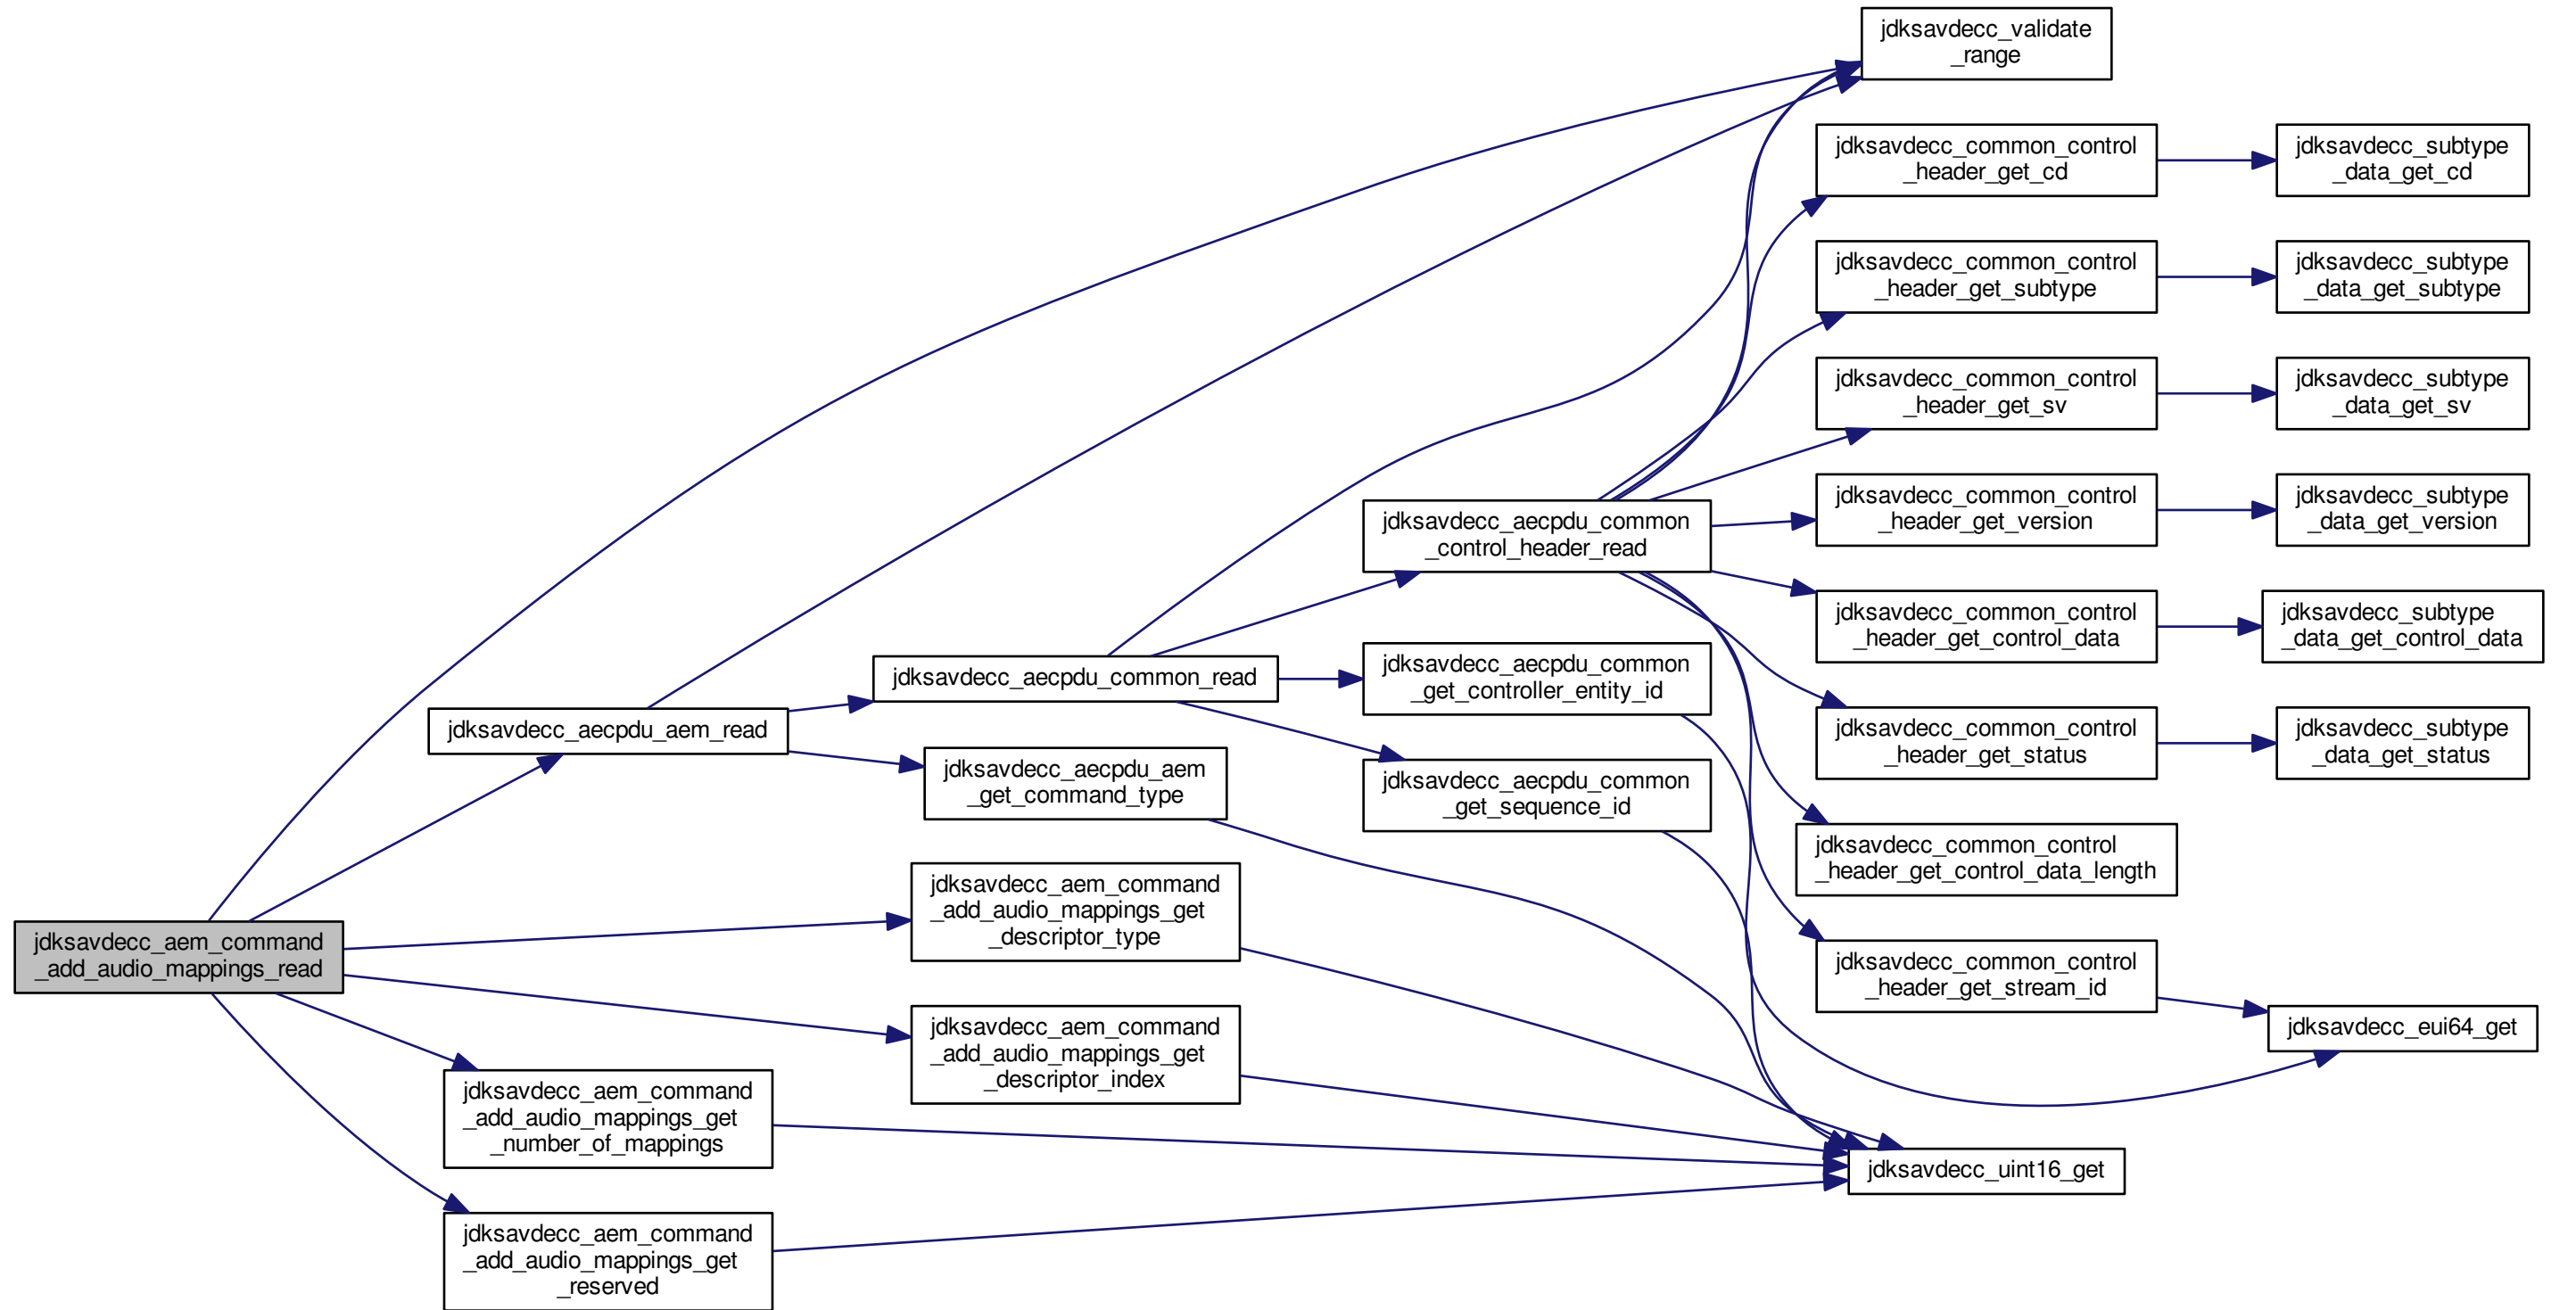 jdksavdecc_aem_command
_add_audio_mappings_read
jdksavdecc_aecpdu_aem_read
jdksavdecc_aem_command
_add_audio_mappings_get
_number_of_mappings
jdksavdecc_aem_command
_add_audio_mappings_get
_reserved
jdksavdecc_aecpdu_common_read
jdksavdecc_aecpdu_aem
_get_command_type
jdksavdecc_aem_command
_add_audio_mappings_get
_descriptor_type
jdksavdecc_aem_command
_add_audio_mappings_get
_descriptor_index
jdksavdecc_aecpdu_common
_control_header_read
jdksavdecc_aecpdu_common
_get_controller_entity_id
jdksavdecc_aecpdu_common
_get_sequence_id
jdksavdecc_validate
_range
jdksavdecc_common_control
_header_get_cd
jdksavdecc_common_control
_header_get_subtype
jdksavdecc_common_control
_header_get_sv
jdksavdecc_common_control
_header_get_version
jdksavdecc_common_control
_header_get_control_data
jdksavdecc_common_control
_header_get_status
jdksavdecc_common_control
_header_get_control_data_length
jdksavdecc_common_control
_header_get_stream_id
jdksavdecc_uint16_get
jdksavdecc_subtype
_data_get_cd
jdksavdecc_subtype
_data_get_subtype
jdksavdecc_subtype
_data_get_sv
jdksavdecc_subtype
_data_get_version
jdksavdecc_subtype
_data_get_control_data
jdksavdecc_subtype
_data_get_status
jdksavdecc_eui64_get